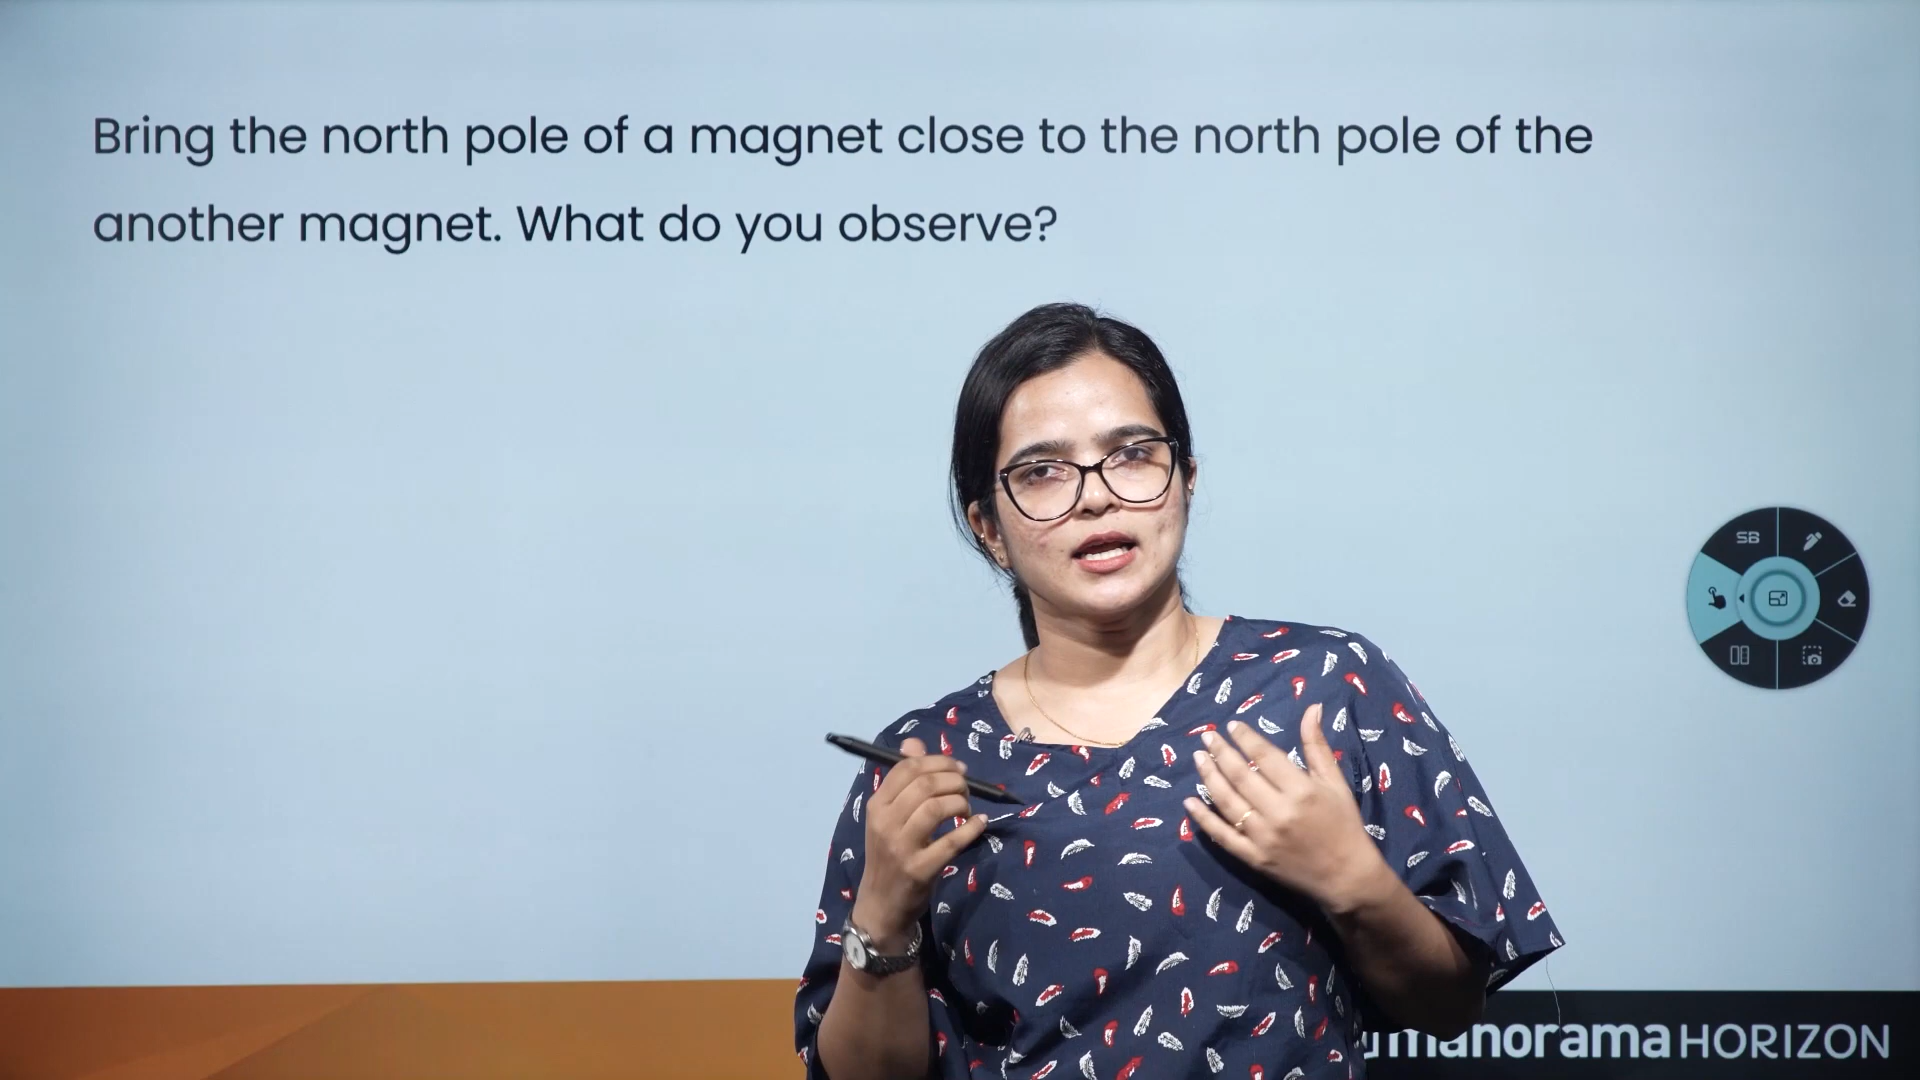 Bring the north pole of a magnet close to the north pole of the
another magnet. What do you observe?
SB
manorama HORIZON